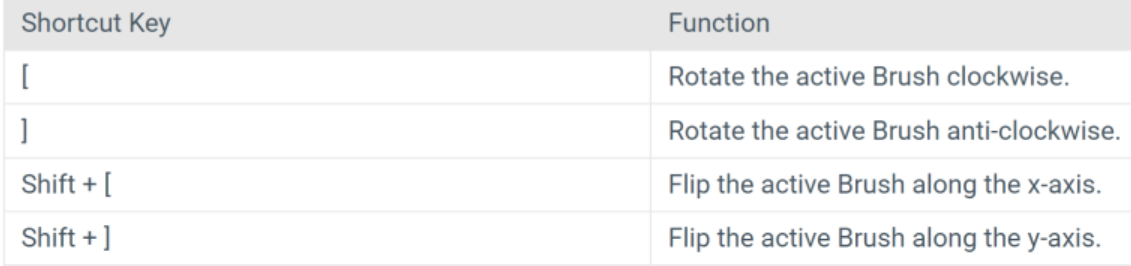 Shortcut Key Function
[ Rotate the active Brush clockwise.
] Rotate the active Brush anti-clockwise.
Shift + [ Flip the active Brush along the x-axis.
Shift + ] Flip the active Brush along the y-axis.